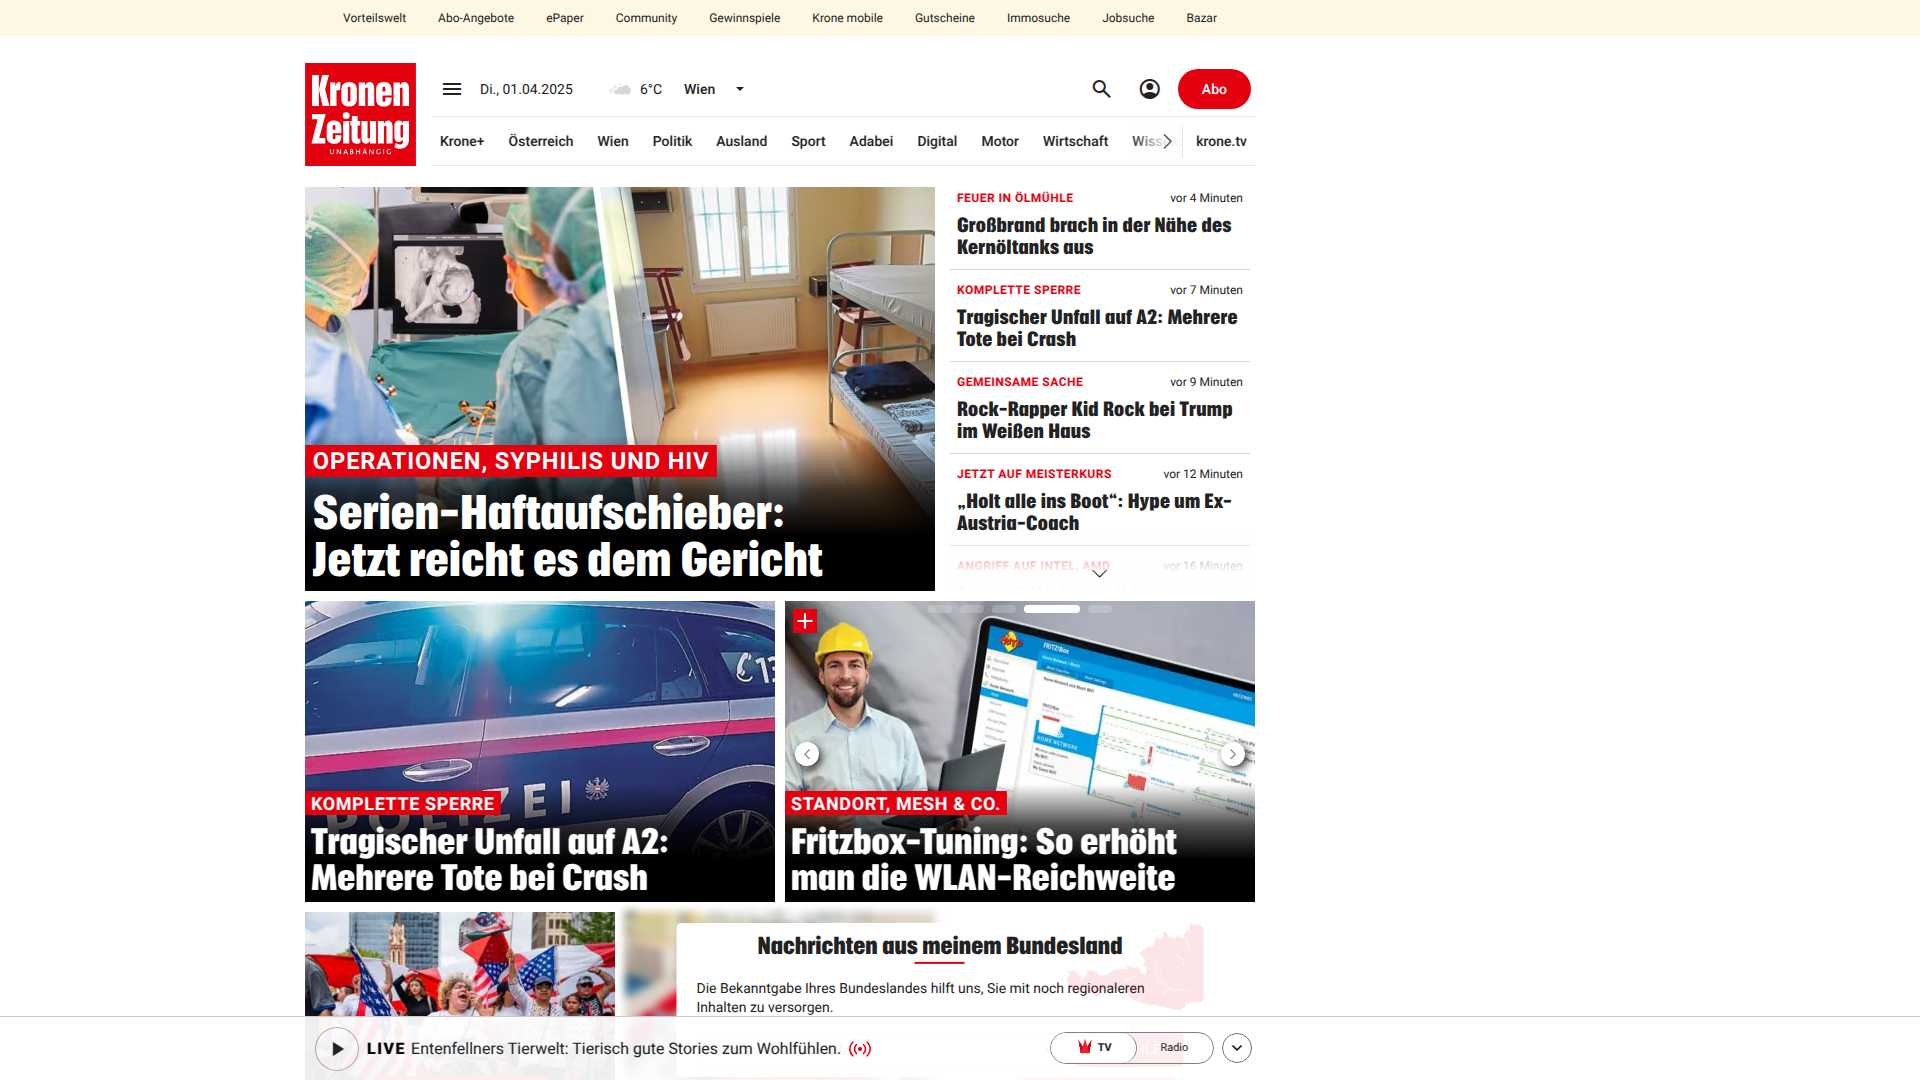 Vorteilswelt Abo-Angebote ePaper Community Gewinnspiele Krone mobile Gutscheine Immosuche Jobsuche Bazar
Kronen
Zeitung
UNABHÄNGIG
Di., 01.04.2025 6°C Wien
Abo
Krone+ Österreich Wien Politik Ausland Sport Adabei Digital Motor Wirtschaft Wiss krone.tv
OPERATIONEN, SYPHILIS UND HIV
Serien-Haftaufschieber:
Jetzt reicht es dem Gericht
FEUER IN ÖLMÜHLE vor 4 Minuten
Großbrand brach in der Nähe des
Kernöltanks aus
KOMPLETTE SPERRE vor 7 Minuten
Tragischer Unfall auf A2: Mehrere
Tote bei Crash
GEMEINSAME SACHE vor 9 Minuten
Rock-Rapper Kid Rock bei Trump
im Weißen Haus
JETZT AUF MEISTERKURS vor 12 Minuten
„Holt alle ins Boot“: Hype um Ex-
Austria-Coach
ANGRIFF AUF INTEL, AMD vor 16 Minuten
POLIZEI
KOMPLETTE SPERRE
Tragischer Unfall auf A2:
Mehrere Tote bei Crash
FRITZ!Box
HOME NETWORK
STANDORT, MESH & CO.
Fritzbox-Tuning: So erhöht
man die WLAN-Reichweite
Nachrichten aus meinem Bundesland
Die Bekanntgabe Ihres Bundeslandes hilft uns, Sie mit noch regionaleren
Inhalten zu versorgen.
LIVE Entenfellners Tierwelt: Tierisch gute Stories zum Wohlfühlen.
TV Radio